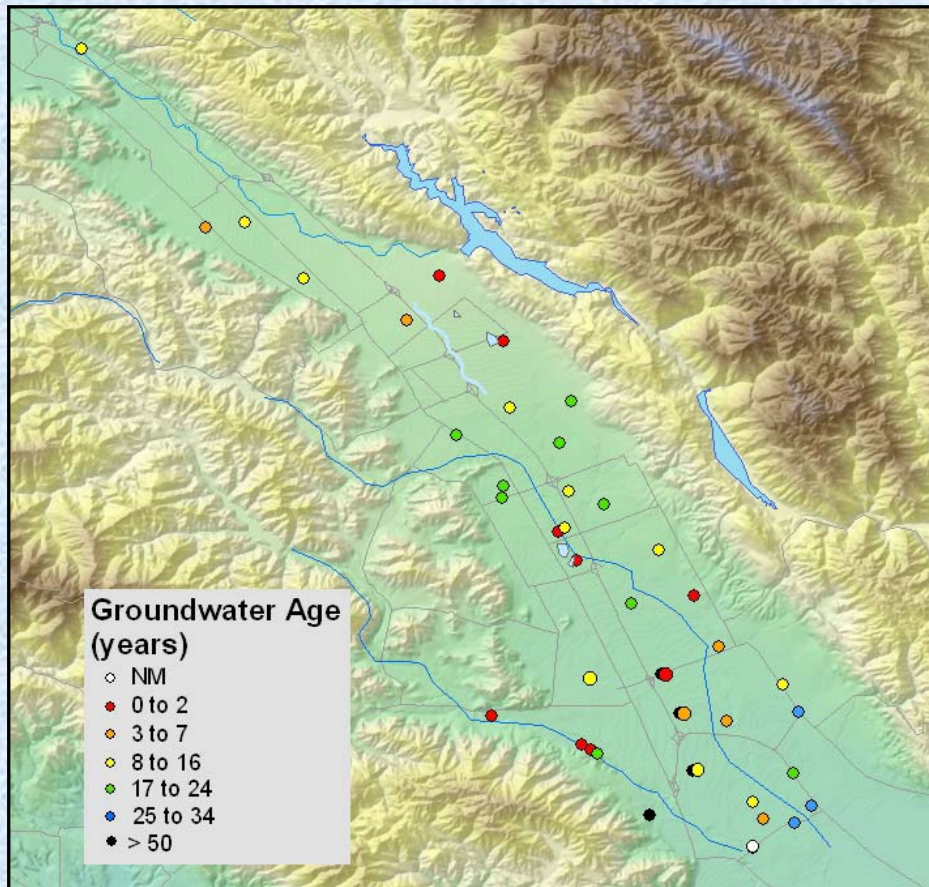 Groundwater Age
(years)
NM
0 to 2
3 to 7
8 to 16
17 to 24
25 to 34
> 50